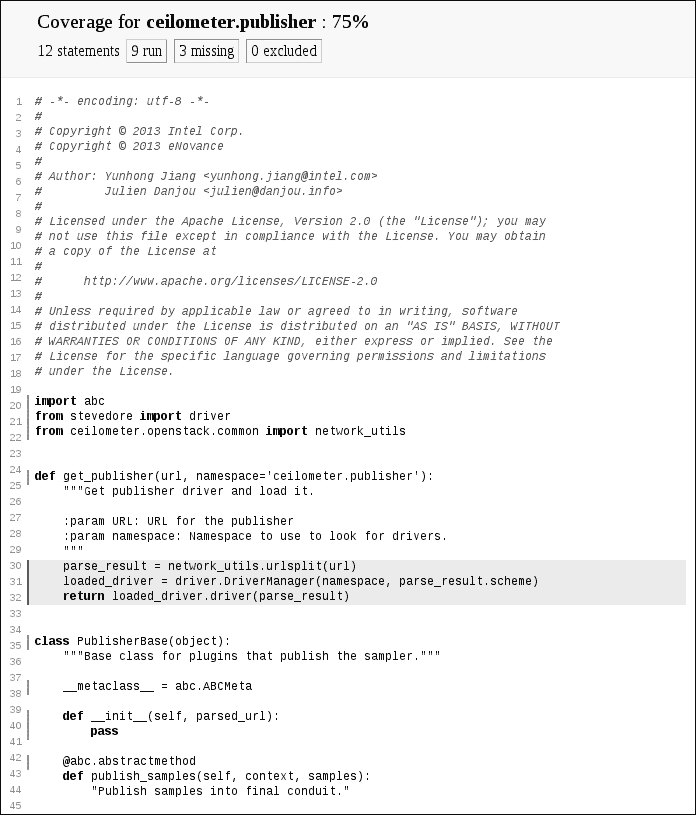 Coverage for ceilometer.publisher : 75%
12 statements 9 run 3 missing 0 excluded
1
2
3
4
5
6
7
8
9
10
11
12
13
14
15
16
17
18
19
20
21
22
23
24
25
26
27
28
29
30
31
32
33
34
35
36
37
38
39
40
41
42
43
44
45
# -*- encoding: utf-8 -*-
#
# Copyright © 2013 Intel Corp.
# Copyright © 2013 eNovance
#
# Author: Yunhong Jiang <yunhong.jiang@intel.com>
#         Julien Danjou <julien@danjou.info>
#
# Licensed under the Apache License, Version 2.0 (the "License"); you may
# not use this file except in compliance with the License. You may obtain
# a copy of the License at
#
#      http://www.apache.org/licenses/LICENSE-2.0
#
# Unless required by applicable law or agreed to in writing, software
# distributed under the License is distributed on an "AS IS" BASIS, WITHOUT
# WARRANTIES OR CONDITIONS OF ANY KIND, either express or implied. See the
# License for the specific language governing permissions and limitations
# under the License.
import abc
from stevedore import driver
from ceilometer.openstack.common import network_utils
def get_publisher(url, namespace='ceilometer.publisher'):
    """Get publisher driver and load it.
    :param URL: URL for the publisher
    :param namespace: Namespace to use to look for drivers.
    """
    parse_result = network_utils.urlsplit(url)
    loaded_driver = driver.DriverManager(namespace, parse_result.scheme)
    return loaded_driver.driver(parse_result)
class PublisherBase(object):
    """Base class for plugins that publish the sampler."""
    __metaclass__ = abc.ABCMeta
    def __init__(self, parsed_url):
        pass
    @abc.abstractmethod
    def publish_samples(self, context, samples):
        "Publish samples into final conduit."